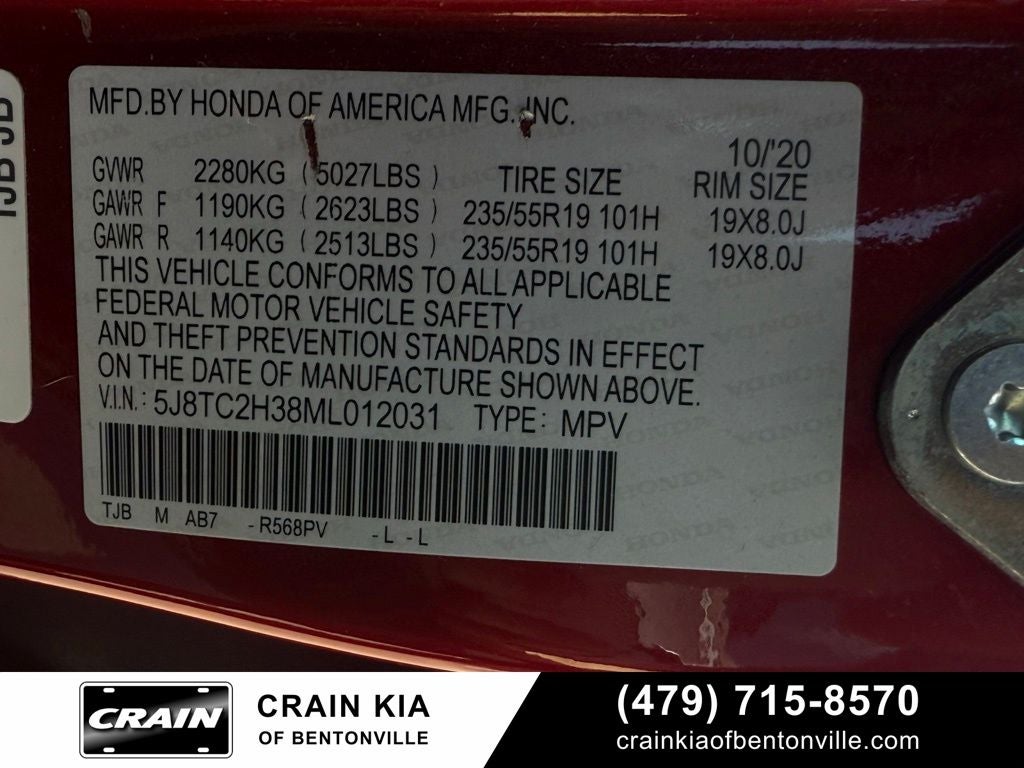 MFD.BY HONDA OF AMERICA MFG.,INC.
10/'20
GVWR 2280KG (5027LBS) TIRE SIZE RIM SIZE
GAWR F 1190KG (2623LBS) 235/55R19 101H 19X8.0J
GAWR R 1140KG (2513LBS) 235/55R19 101H 19X8.0J
THIS VEHICLE CONFORMS TO ALL APPLICABLE
FEDERAL MOTOR VEHICLE SAFETY
AND THEFT PREVENTION STANDARDS IN EFFECT
ON THE DATE OF MANUFACTURE SHOWN ABOVE.
V.I.N.: 5J8TC2H38ML012031 TYPE: MPV
TJB M AB7 -R568PV -L -L
CRAIN
CRAIN KIA
OF BENTONVILLE
(479) 715-8570
crainkiaofbentonville.com